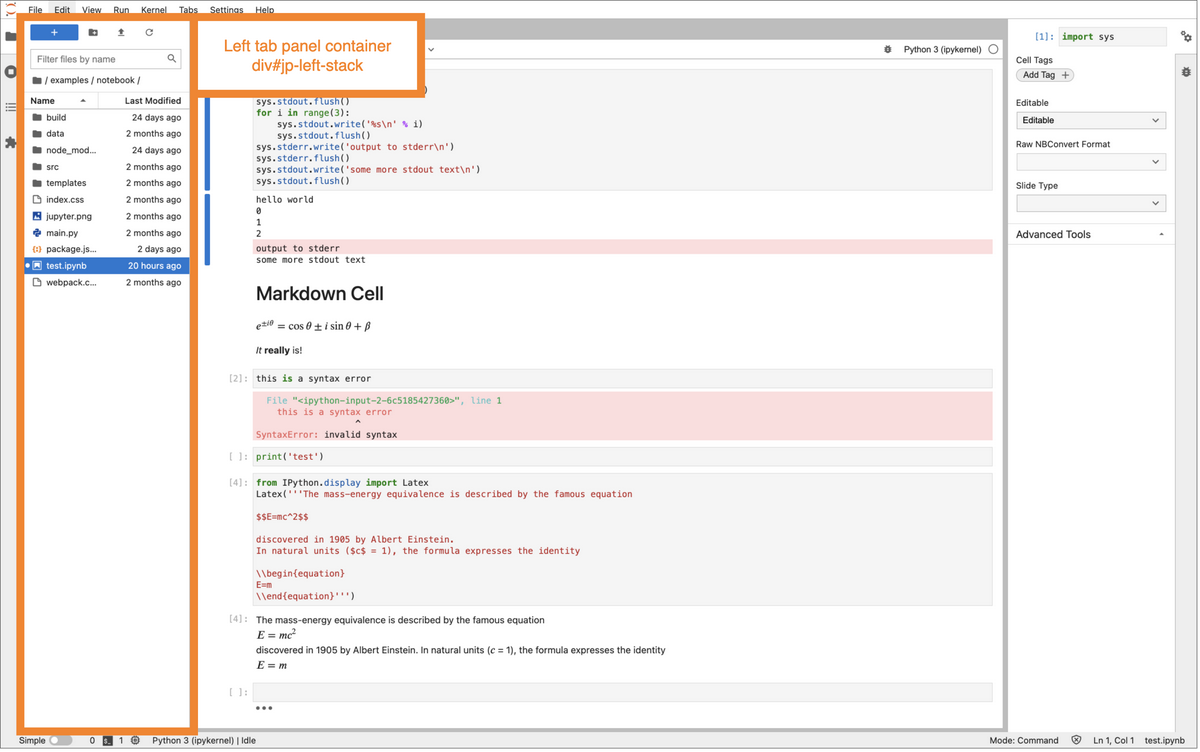 File Edit View Run Kernel Tabs Settings Help
+
Filter files by name
/ examples / notebook /
Name Last Modified
build 24 days ago
data 2 months ago
node_mod... 24 days ago
src 2 months ago
templates 2 months ago
index.css 2 months ago
jupyter.png 2 months ago
main.py 2 months ago
package.js... 2 days ago
test.ipynb 20 hours ago
webpack.c... 2 months ago
Left tab panel container
div#jp-left-stack
Python 3 (ipykernel)
)
sys.stdout.flush()
for i in range(3):
    sys.stdout.write('%s\n' % i)
    sys.stdout.flush()
sys.stderr.write('output to stderr\n')
sys.stderr.flush()
sys.stdout.write('some more stdout text\n')
sys.stdout.flush()
hello world
0
1
2
output to stderr
some more stdout text
Markdown Cell
e±iθ = cos θ ± i sin θ + β
It really is!
[2]: this is a syntax error
File "<ipython-input-2-6c5185427360>", line 1
this is a syntax error
^
SyntaxError: invalid syntax
[ ]: print('test')
[4]: from IPython.display import Latex
Latex('''The mass-energy equivalence is described by the famous equation
$$E=mc^2$$
discovered in 1905 by Albert Einstein.
In natural units ($c$ = 1), the formula expresses the identity
\\begin{equation}
E=m
\\end{equation}''')
[4]: The mass-energy equivalence is described by the famous equation
E = mc²
discovered in 1905 by Albert Einstein. In natural units (c = 1), the formula expresses the identity
E = m
[ ]:
[1]: import sys
Cell Tags
Add Tag +
Editable
Editable
Raw NBConvert Format
Slide Type
Advanced Tools
Simple 0 1 Python 3 (ipykernel) | Idle Mode: Command Ln 1, Col 1 test.ipynb